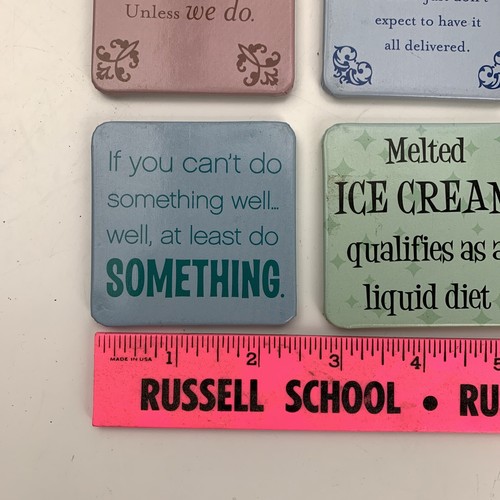 Unless we do.
expect to have it
all delivered.
If you can't do
something well...
well, at least do
SOMETHING.
Melted
ICE CREAM
qualifies as a
liquid diet
MADE IN USA
1 2 3 4 5
RUSSELL SCHOOL • RU